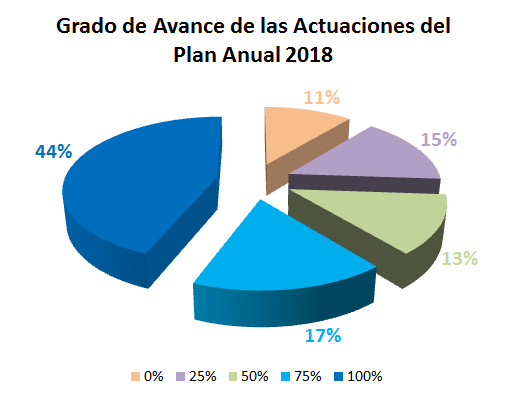 Grado de Avance de las Actuaciones del
Plan Anual 2018
11%
44%
15%
13%
17%
0% 25% 50% 75% 100%